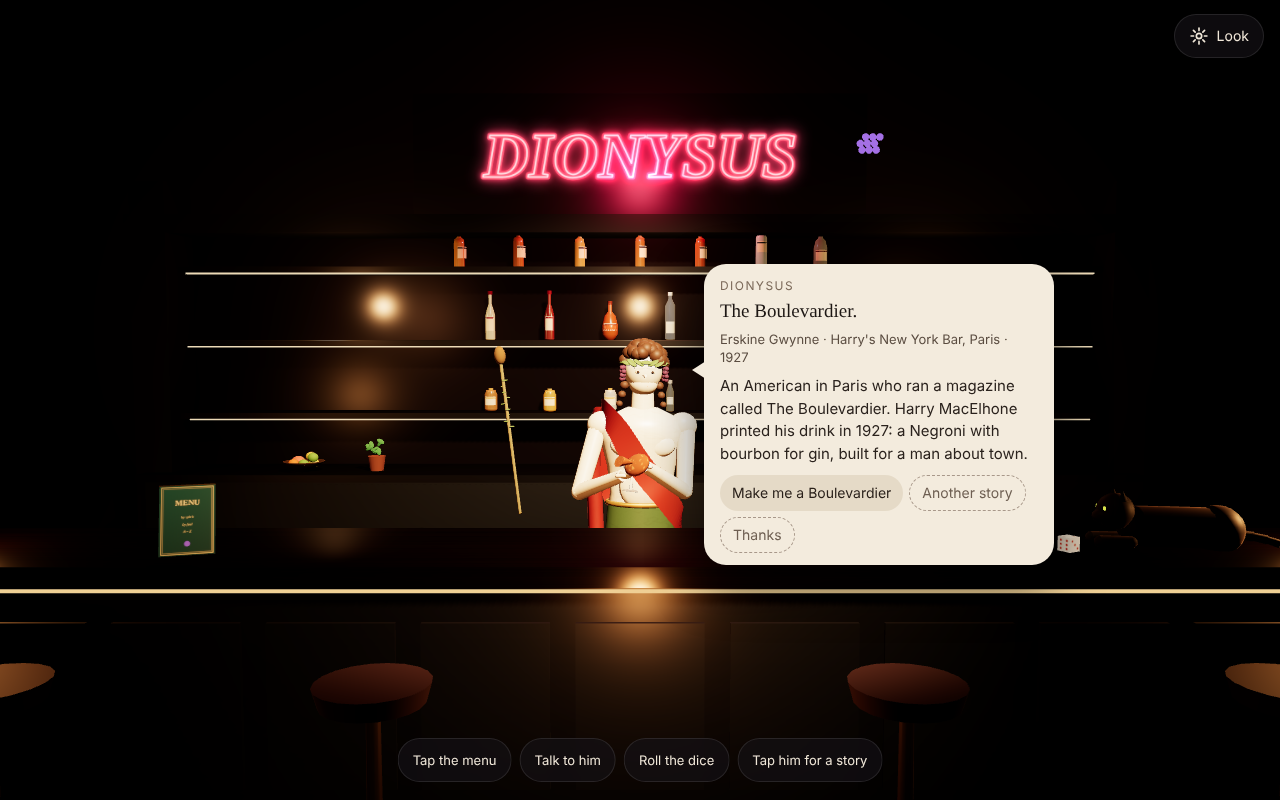 Look
DIONYSUS
DIONYSUS
The Boulevardier.
Erskine Gwynne · Harry's New York Bar, Paris ·
1927
An American in Paris who ran a magazine
called The Boulevardier. Harry MacElhone
printed his drink in 1927: a Negroni with
bourbon for gin, built for a man about town.
Make me a Boulevardier
Another story
Thanks
MENU
Tap the menu
Talk to him
Roll the dice
Tap him for a story